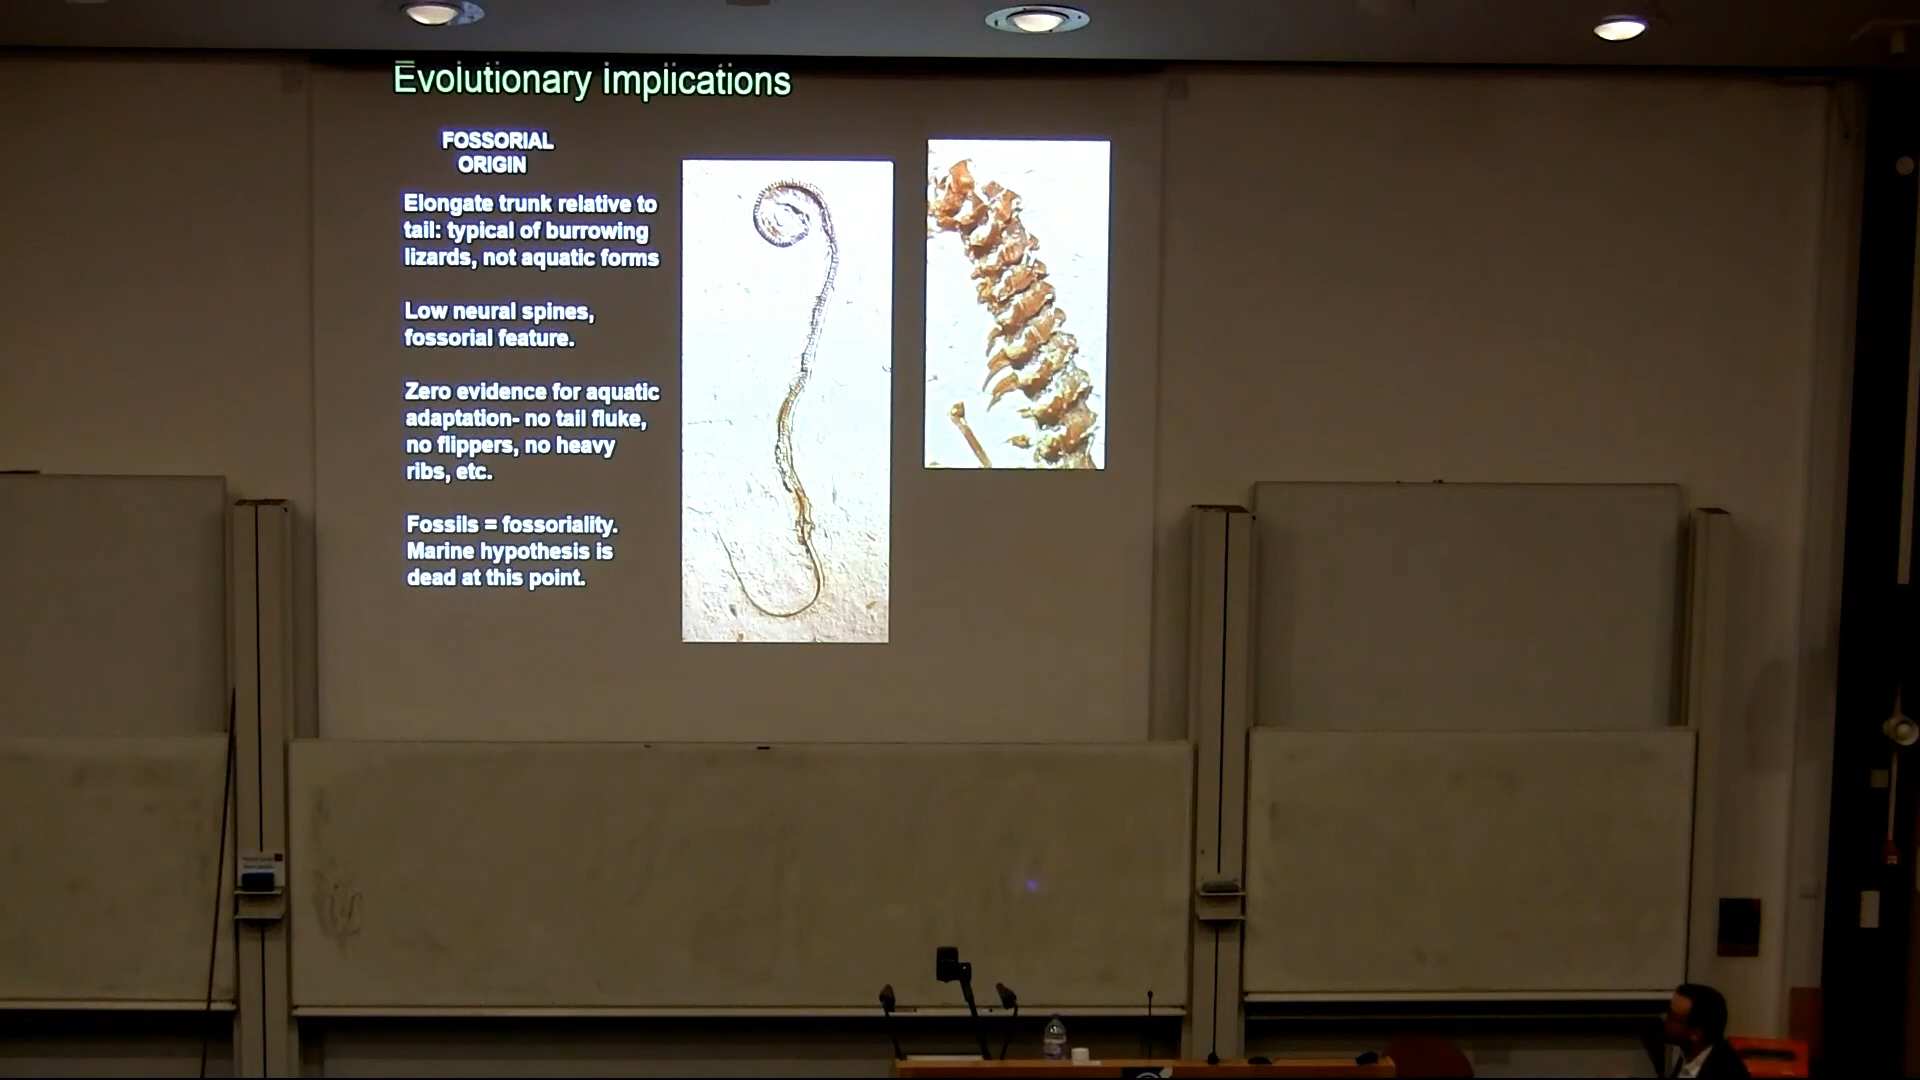 Evolutionary Implications
FOSSORIAL
ORIGIN
Elongate trunk relative to
tail: typical of burrowing
lizards, not aquatic forms
Low neural spines,
fossorial feature.
Zero evidence for aquatic
adaptation- no tail fluke,
no flippers, no heavy
ribs, etc.
Fossils = fossoriality.
Marine hypothesis is
dead at this point.